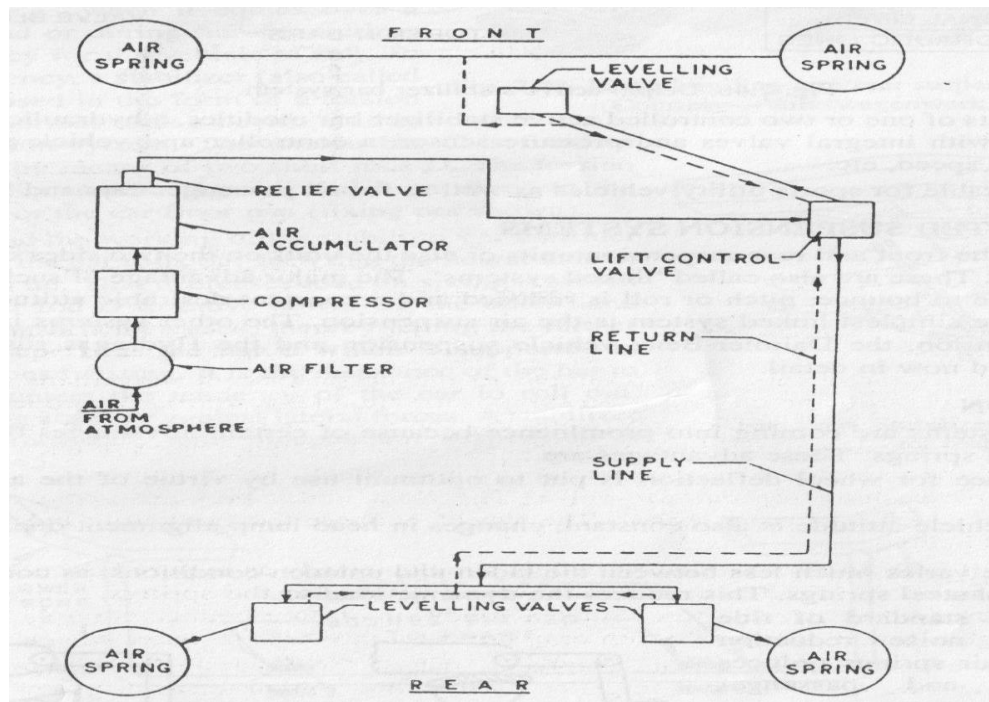 FRONT
AIR
SPRING
AIR
SPRING
LEVELLING
VALVE
RELIEF VALVE
AIR
ACCUMULATOR
LIFT CONTROL
VALVE
COMPRESSOR
RETURN
LINE
AIR FILTER
AIR
FROM
ATMOSPHERE
SUPPLY
LINE
LEVELLING VALVES
AIR
SPRING
AIR
SPRING
REAR